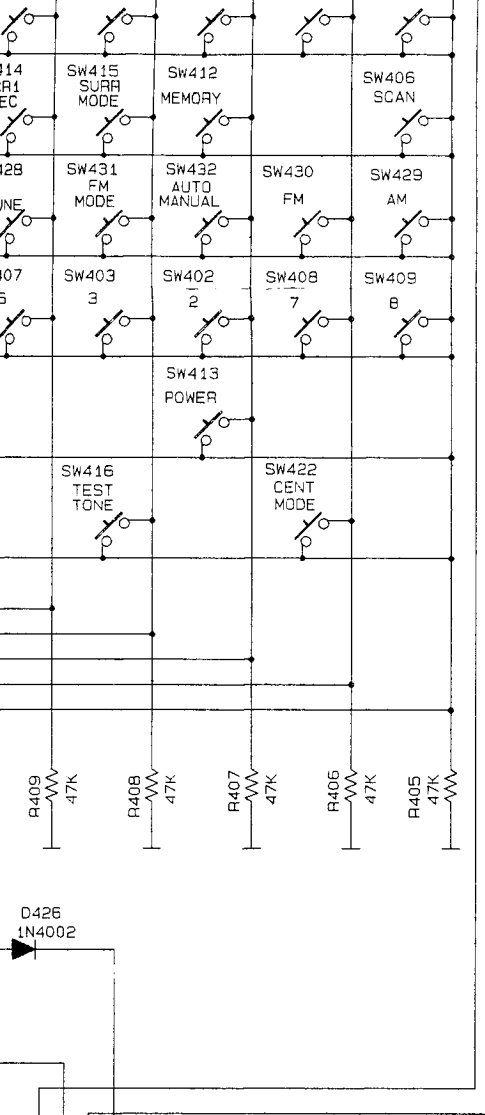 SW415
SURR
MODE
SW412
MEMORY
SW406
SCAN
SW431
FM
MODE
SW432
AUTO
MANUAL
SW430
FM
SW429
AM
SW403
3
SW402
2
SW408
7
SW409
8
SW413
POWER
SW416
TEST
TONE
SW422
CENT
MODE
R409
47K
R408
47K
R407
47K
R406
47K
R405
47K
D426
1N4002